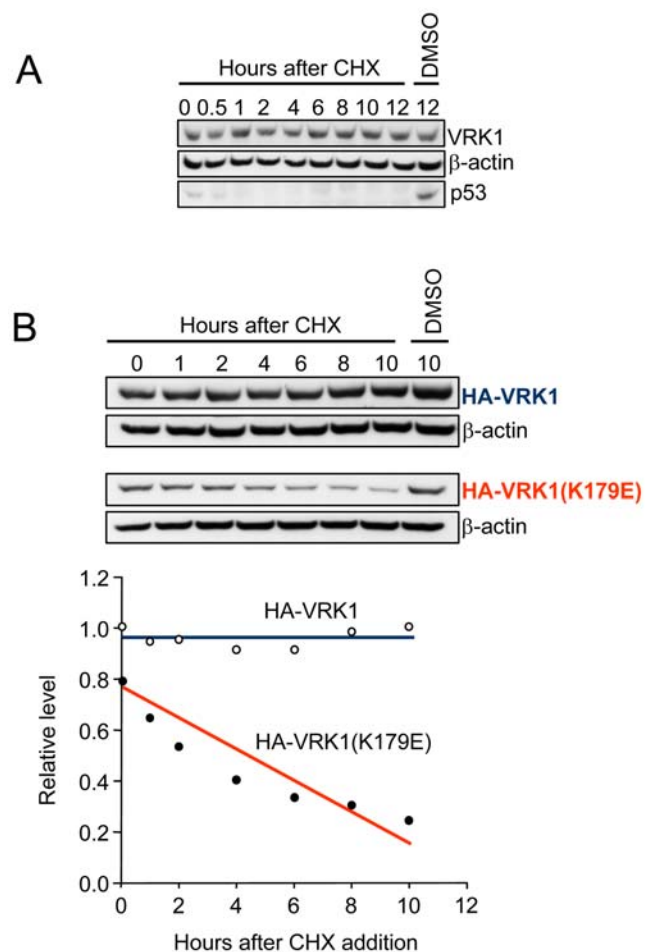 A
Hours after CHX
DMSO
0 0.5 1 2 4 6 8 10 12 12
VRK1
β-actin
p53
B
Hours after CHX
DMSO
0 1 2 4 6 8 10 10
HA-VRK1
β-actin
HA-VRK1(K179E)
β-actin
1.2
1.0
0.8
0.6
0.4
0.2
0.0
Relative level
HA-VRK1
HA-VRK1(K179E)
0 2 4 6 8 10 12
Hours after CHX addition